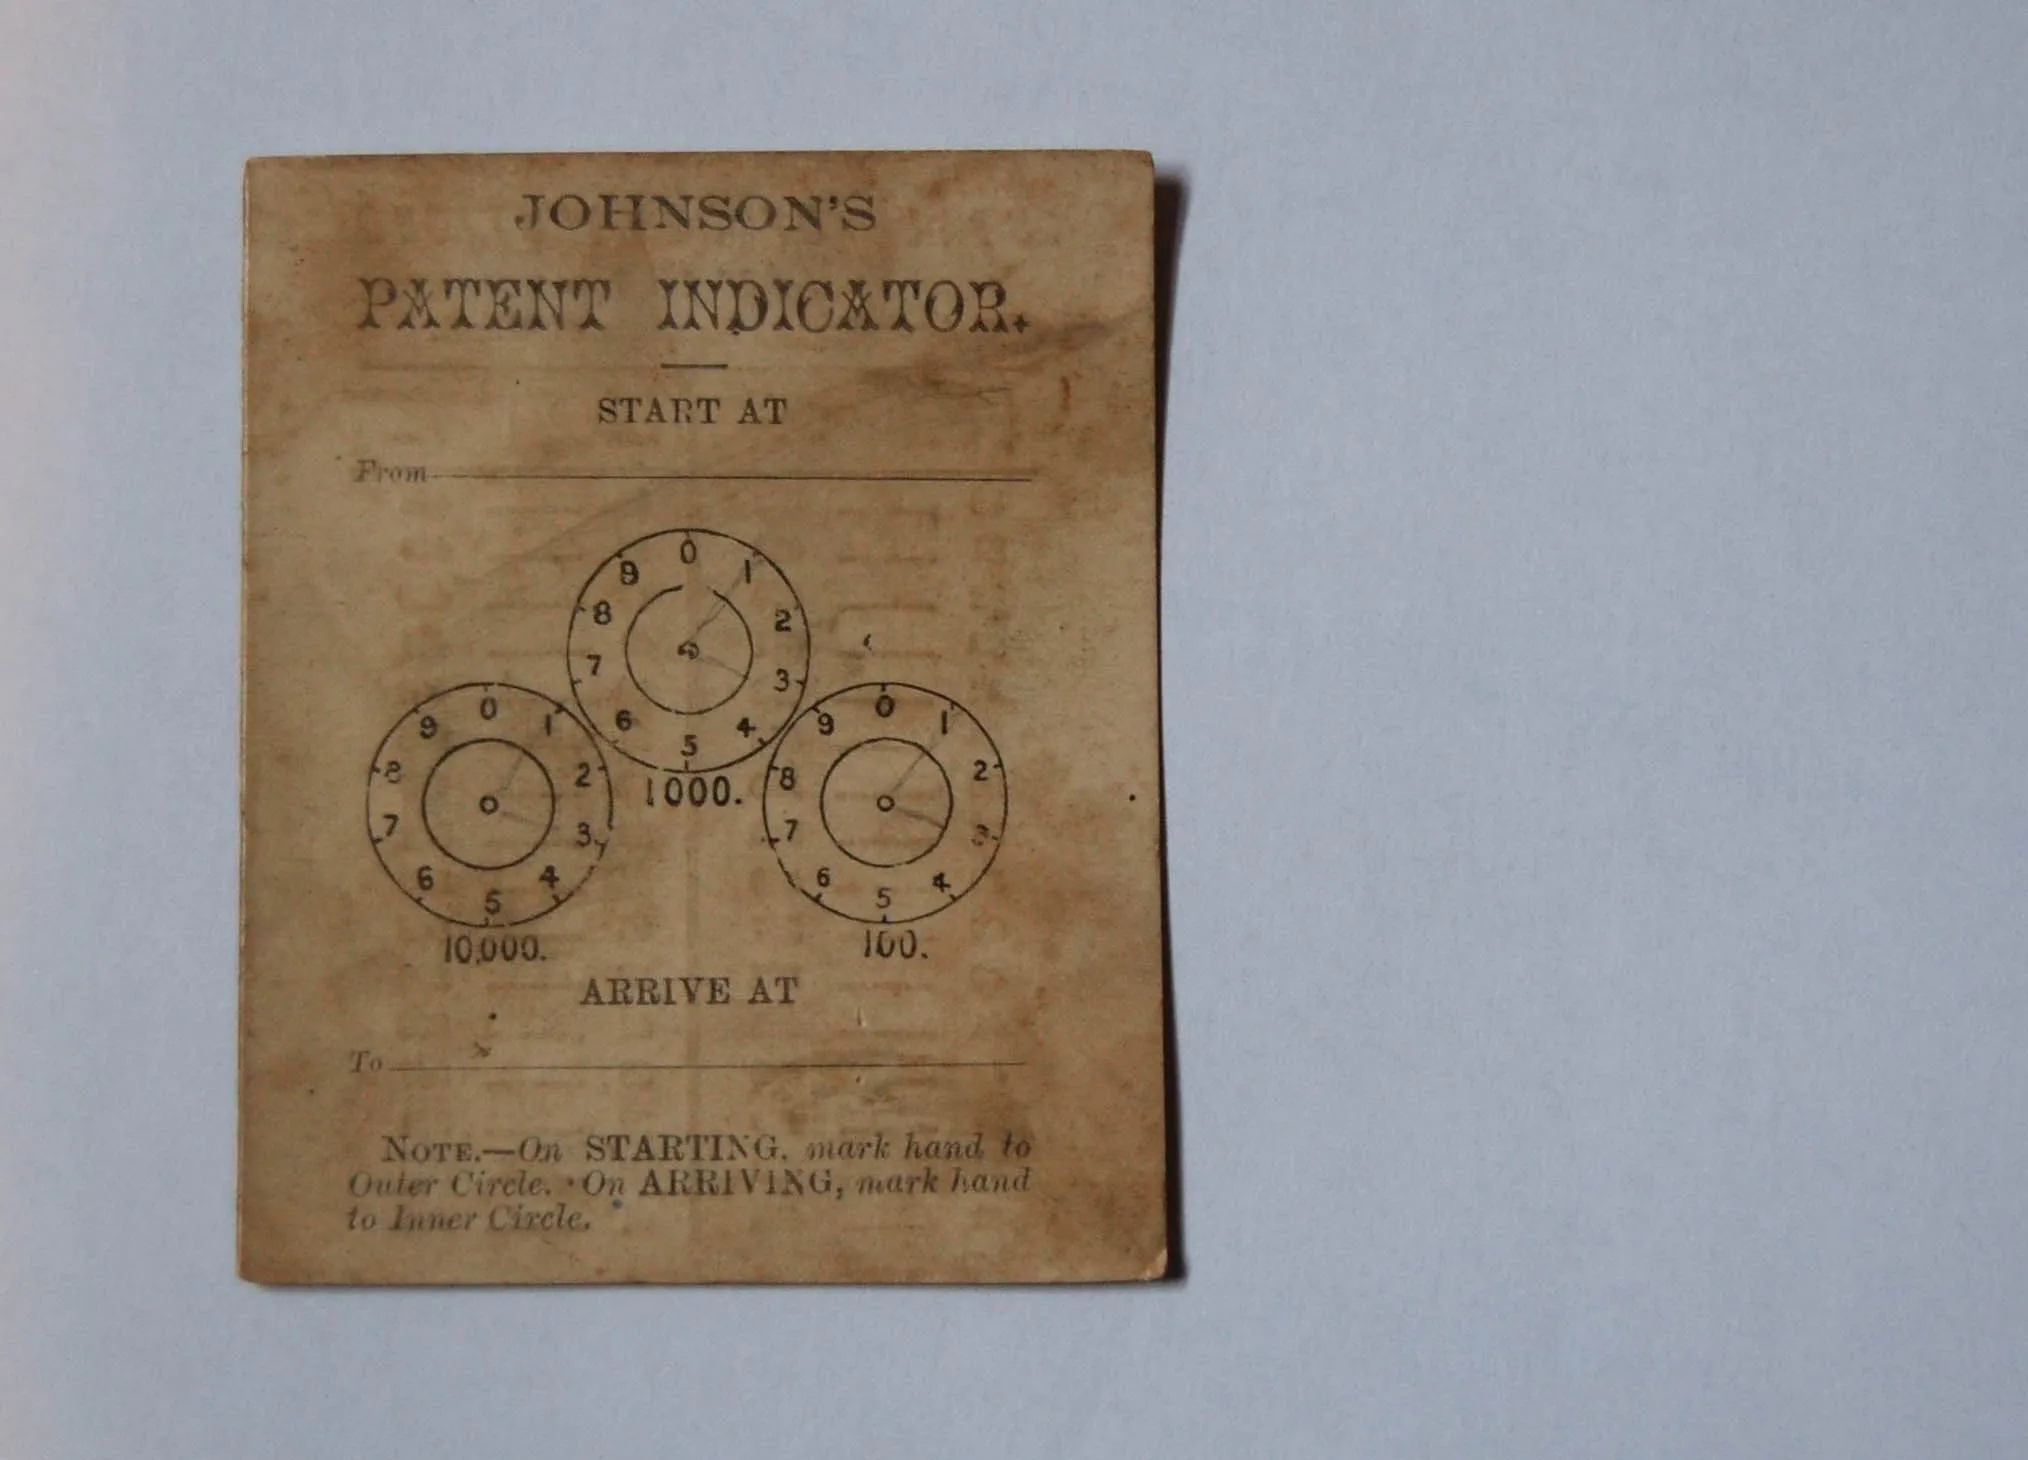 JOHNSON'S
PATENT INDICATOR.
START AT
From
0
9 1
8 2
7 3
6 4
5
1000.
0 0
9 1 9 1
8 2 8 2
7 3 7 3
6 4 6 4
5 5
10,000. 100.
ARRIVE AT
To
NOTE.—On STARTING, mark hand to
Outer Circle. On ARRIVING, mark hand
to Inner Circle.